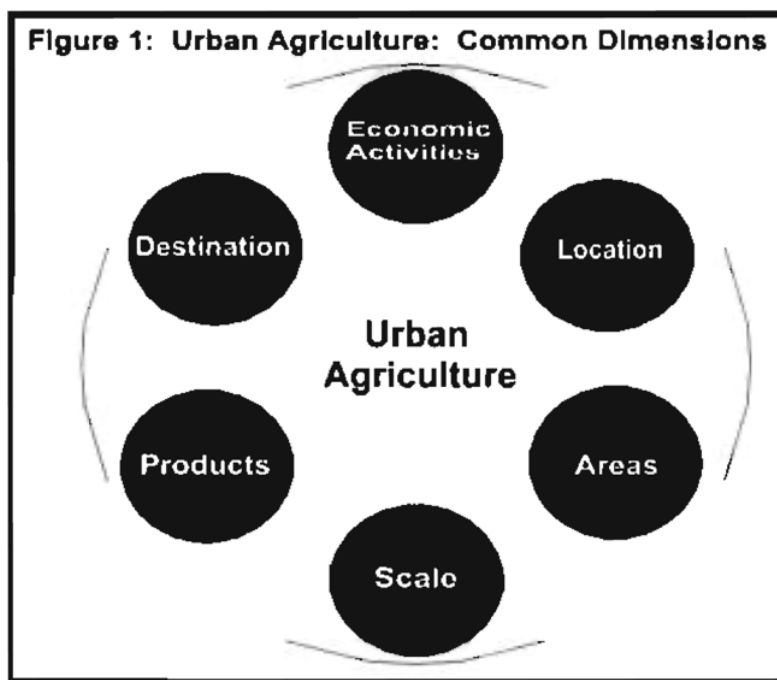 Figure 1: Urban Agriculture: Common Dimensions
Economic
Activities
Destination
Location
Urban
Agriculture
Products
Areas
Scale